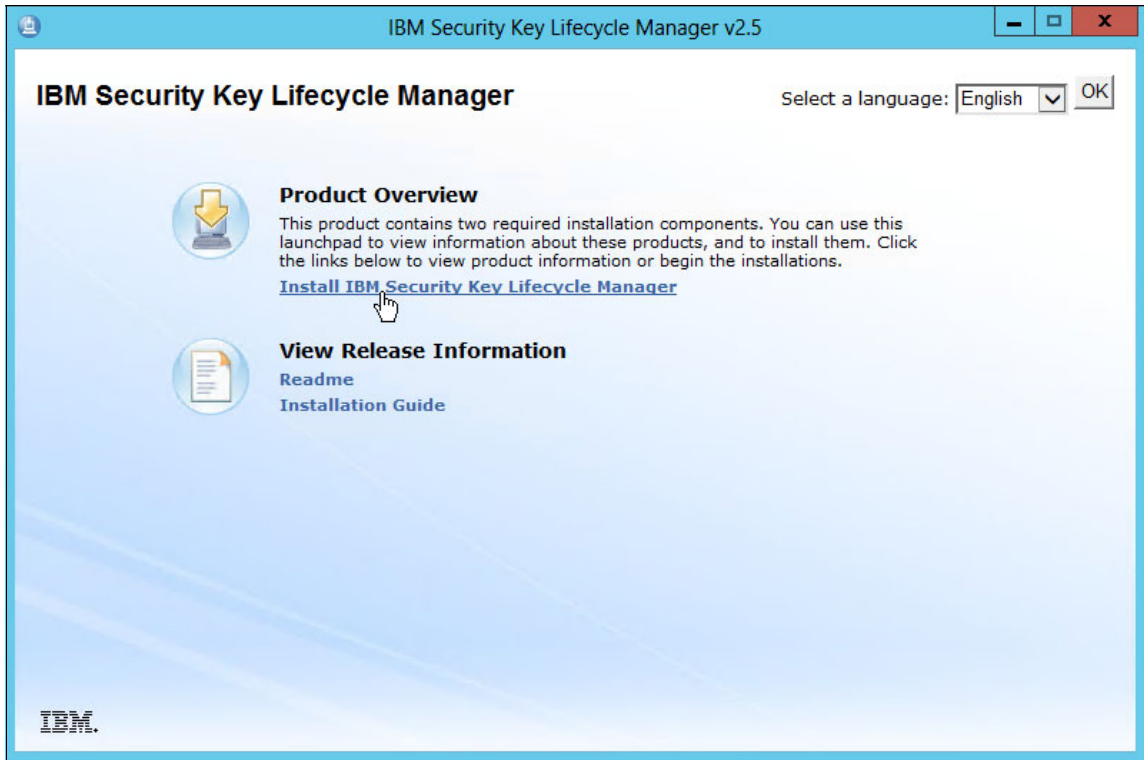 IBM Security Key Lifecycle Manager v2.5
IBM Security Key Lifecycle Manager
Select a language: English OK
Product Overview
This product contains two required installation components. You can use this
launchpad to view information about these products, and to install them. Click
the links below to view product information or begin the installations.
Install IBM Security Key Lifecycle Manager
View Release Information
Readme
Installation Guide
IBM.